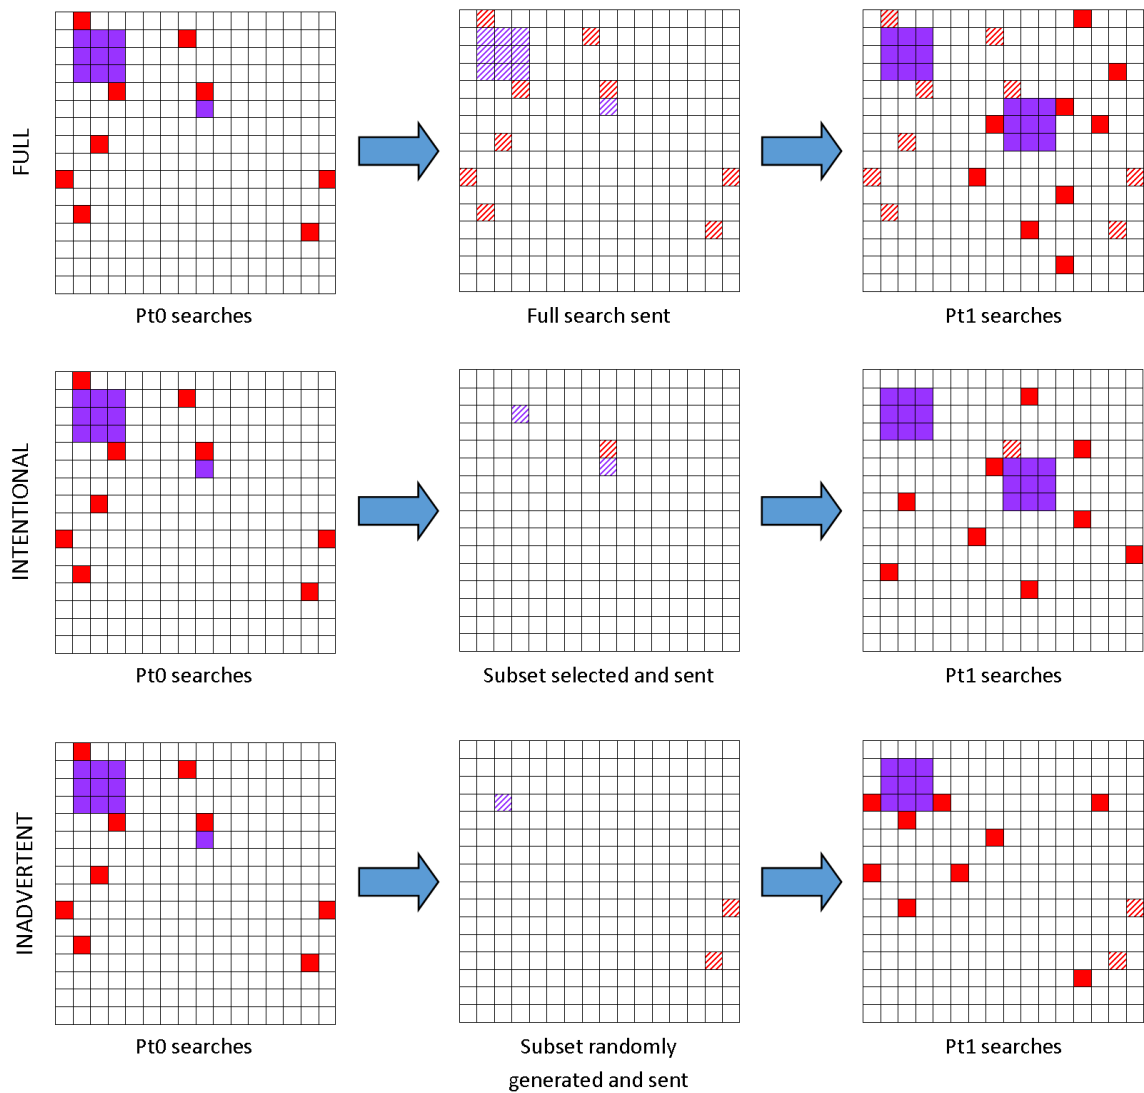 FULL
Pt0 searches
Full search sent
Pt1 searches
INTENTIONAL
Pt0 searches
Subset selected and sent
Pt1 searches
INADVERTENT
Pt0 searches
Subset randomly
generated and sent
Pt1 searches